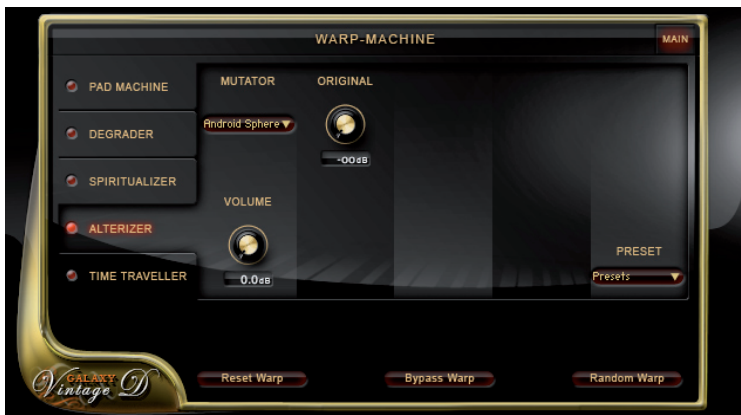 WARP-MACHINE
MAIN
PAD MACHINE
DEGRADER
SPIRITUALIZER
ALTERIZER
TIME TRAVELLER
MUTATOR
ORIGINAL
Android Sphere
-OOdB
VOLUME
0.0dB
PRESET
Presets
Reset Warp
Bypass Warp
Random Warp
GALAXY
Vintage D